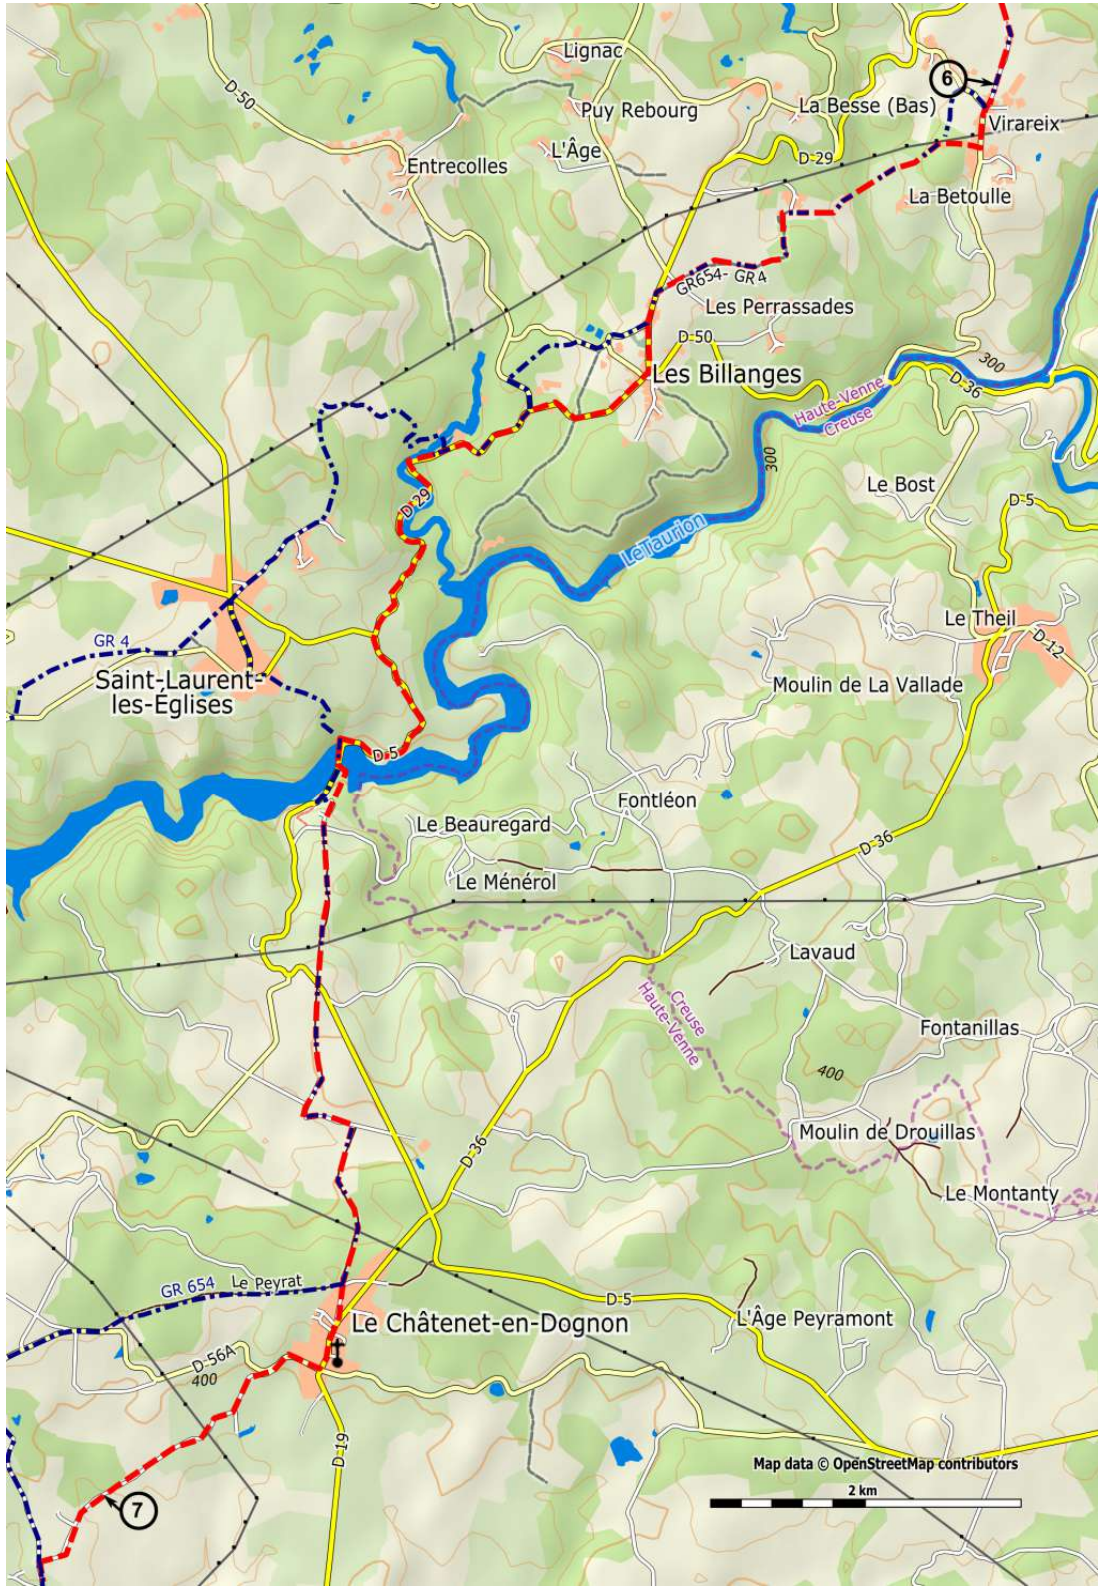 Lignac
D-50
6
La Besse (Bas)
Puy Rebourg
Virareix
L'Âge
D-29
Entrecolles
La Betoulle
GR654- GR 4
Les Perrassades
D-50
Les Billanges
300
D-36
Haute-Venne
Creuse
300
Le Bost
D 29
D-5
Le Taurion
Le Theil
GR 4
D-12
Saint-Laurent-
les-Églises
Moulin de La Vallade
D-5
Fontléon
Le Beauregard
D-36
Le Ménérol
Lavaud
Creuse
Haute-Venne
Fontanillas
400
Moulin de Drouillas
D-36
Le Montanty
GR 654
Le Peyrat
D-5
L'Âge Peyramont
Le Châtenet-en-Dognon
D-56A
400
D-19
Map data © OpenStreetMap contributors
2 km
7